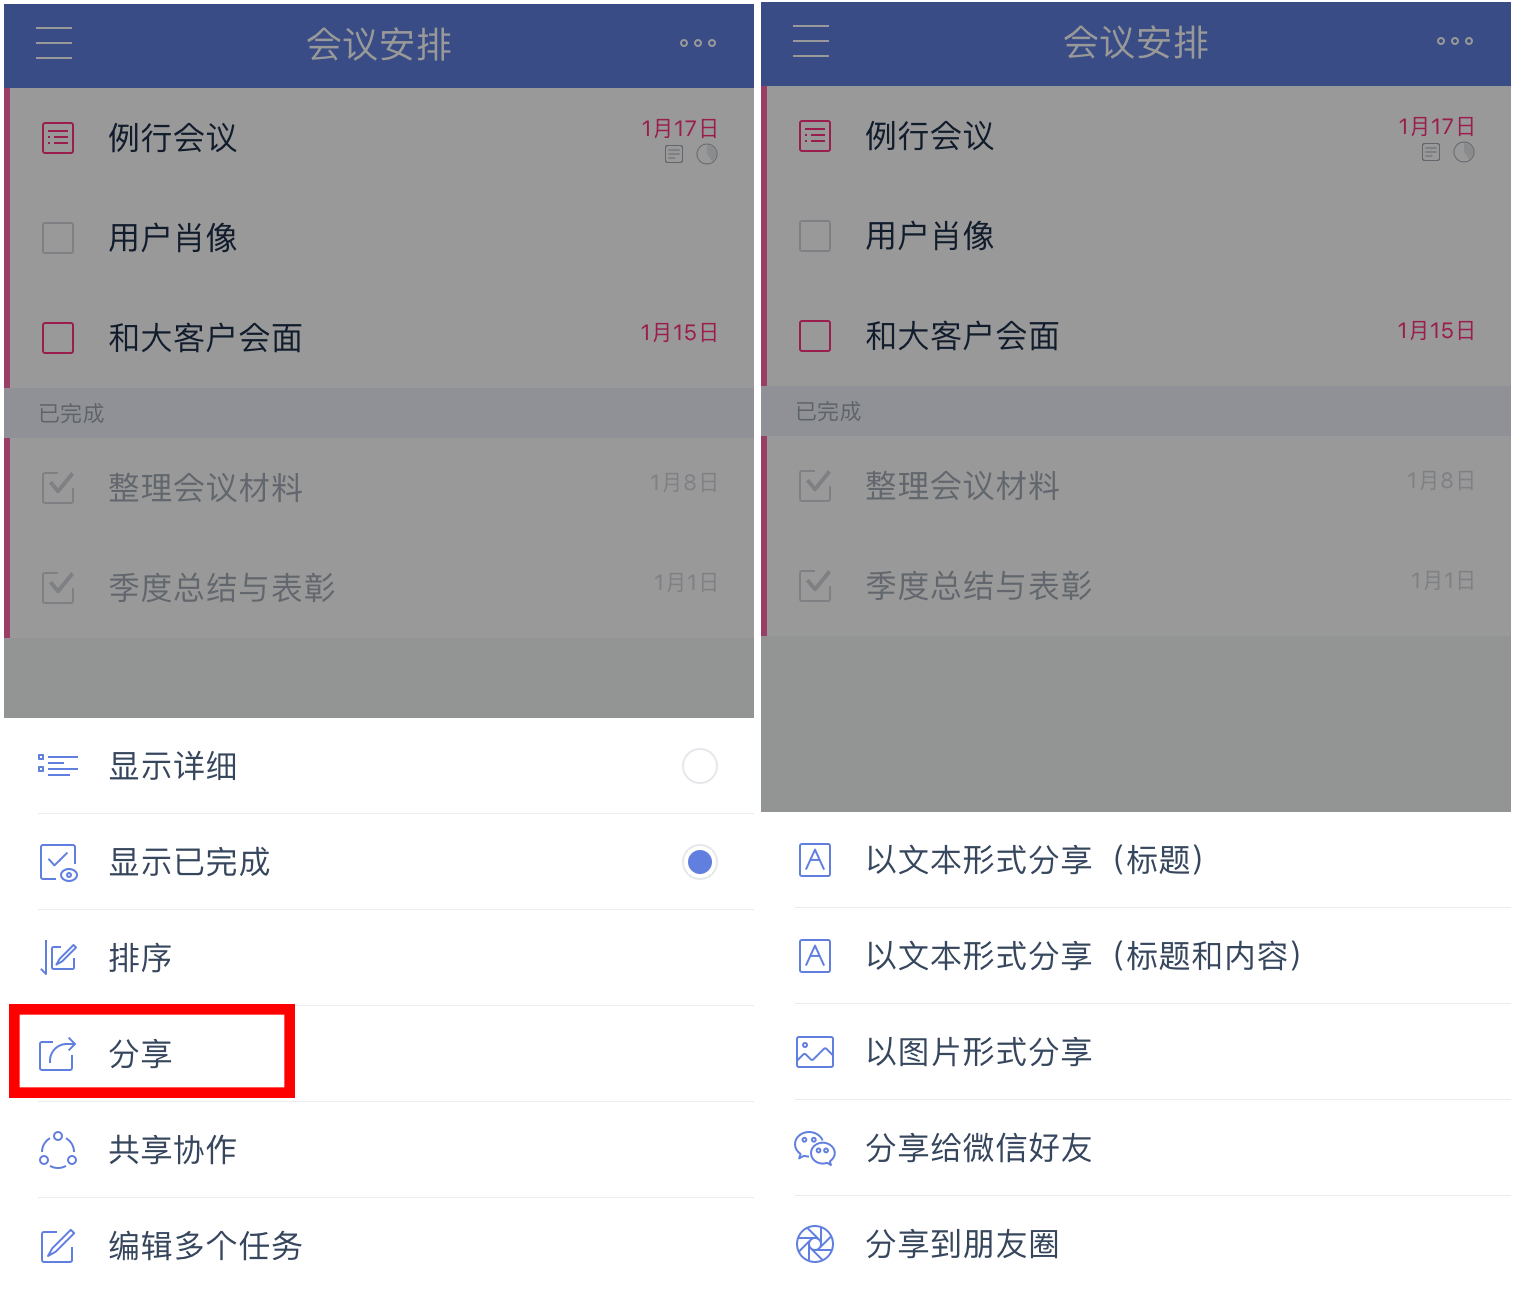 会议安排
例行会议
1月17日
用户肖像
和大客户会面
1月15日
已完成
整理会议材料
1月8日
季度总结与表彰
1月1日
显示详细
显示已完成
排序
分享
共享协作
编辑多个任务
会议安排
例行会议
1月17日
用户肖像
和大客户会面
1月15日
已完成
整理会议材料
1月8日
季度总结与表彰
1月1日
以文本形式分享（标题）
以文本形式分享（标题和内容）
以图片形式分享
分享给微信好友
分享到朋友圈